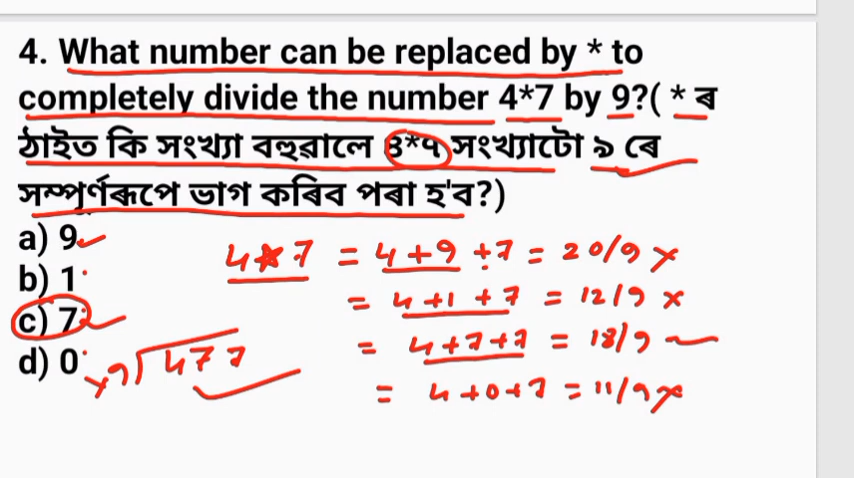 4. What number can be replaced by * to
completely divide the number 4*7 by 9?( * ৰ
ঠাইত কি সংখ্যা বহুৱালে ৪*৭ সংখ্যাটো ৯ ৰে
সম্পুৰ্ণৰূপে ভাগ কৰিব পৰা হ'ব?)
a) 9
b) 1
c) 7
d) 0
4*7 = 4+9+7 = 20/9 ×
= 4+1+7 = 12/9 ×
= 4+7+7 = 18/9
= 4+0+7 = 11/9 ×
9) 477